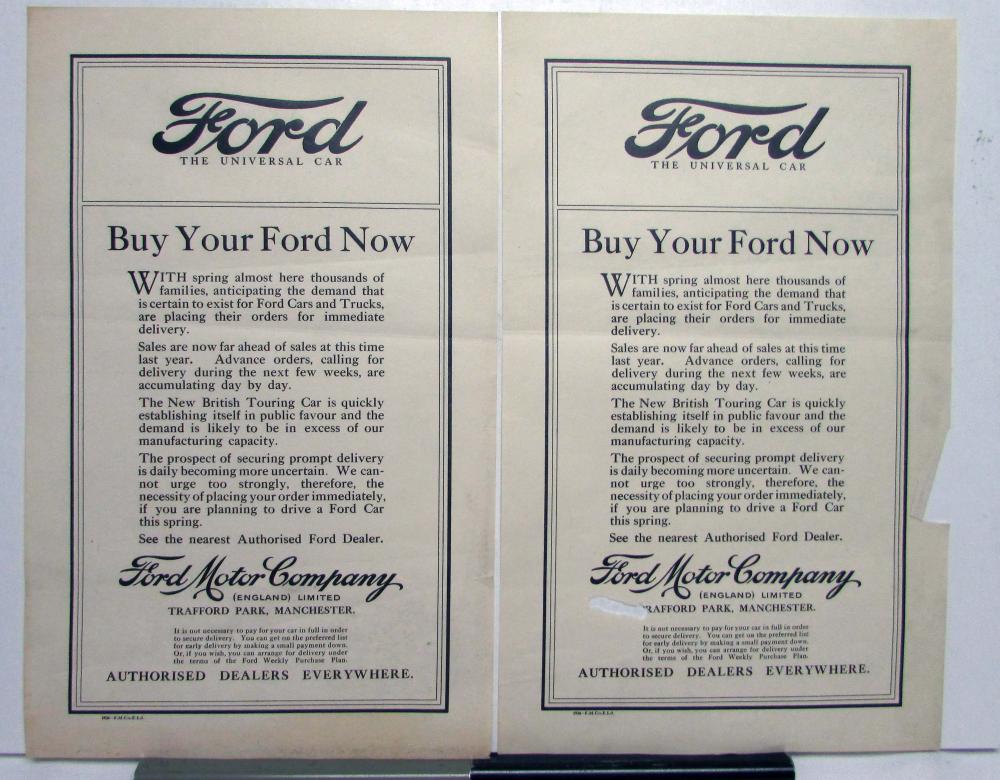 Ford
THE UNIVERSAL CAR
Buy Your Ford Now
WITH spring almost here thousands of
families, anticipating the demand that
is certain to exist for Ford Cars and Trucks,
are placing their orders for immediate
delivery.
Sales are now far ahead of sales at this time
last year. Advance orders, calling for
delivery during the next few weeks, are
accumulating day by day.
The New British Touring Car is quickly
establishing itself in public favour and the
demand is likely to be in excess of our
manufacturing capacity.
The prospect of securing prompt delivery
is daily becoming more uncertain. We can-
not urge too strongly, therefore, the
necessity of placing your order immediately,
if you are planning to drive a Ford Car
this spring.
See the nearest Authorised Ford Dealer.
Ford Motor Company
(ENGLAND) LIMITED
TRAFFORD PARK, MANCHESTER.
It is not necessary to pay for your car in full in order
to secure delivery. You can get on the preferred list
for early delivery by making a small payment down.
Or, if you wish, you can arrange for delivery under
the terms of the Ford Weekly Purchase Plan.
AUTHORISED DEALERS EVERYWHERE.
Ford
THE UNIVERSAL CAR
Buy Your Ford Now
WITH spring almost here thousands of
families, anticipating the demand that
is certain to exist for Ford Cars and Trucks,
are placing their orders for immediate
delivery.
Sales are now far ahead of sales at this time
last year. Advance orders, calling for
delivery during the next few weeks, are
accumulating day by day.
The New British Touring Car is quickly
establishing itself in public favour and the
demand is likely to be in excess of our
manufacturing capacity.
The prospect of securing prompt delivery
is daily becoming more uncertain. We can-
not urge too strongly, therefore, the
necessity of placing your order immediately,
if you are planning to drive a Ford Car
this spring.
See the nearest Authorised Ford Dealer.
Ford Motor Company
(ENGLAND) LIMITED
RAFFORD PARK, MANCHESTER.
It is not necessary to pay for your car in full in order
to secure delivery. You can get on the preferred list
for early delivery by making a small payment down.
Or, if you wish, you can arrange for delivery under
the terms of the Ford Weekly Purchase Plan.
AUTHORISED DEALERS EVERYWHERE.